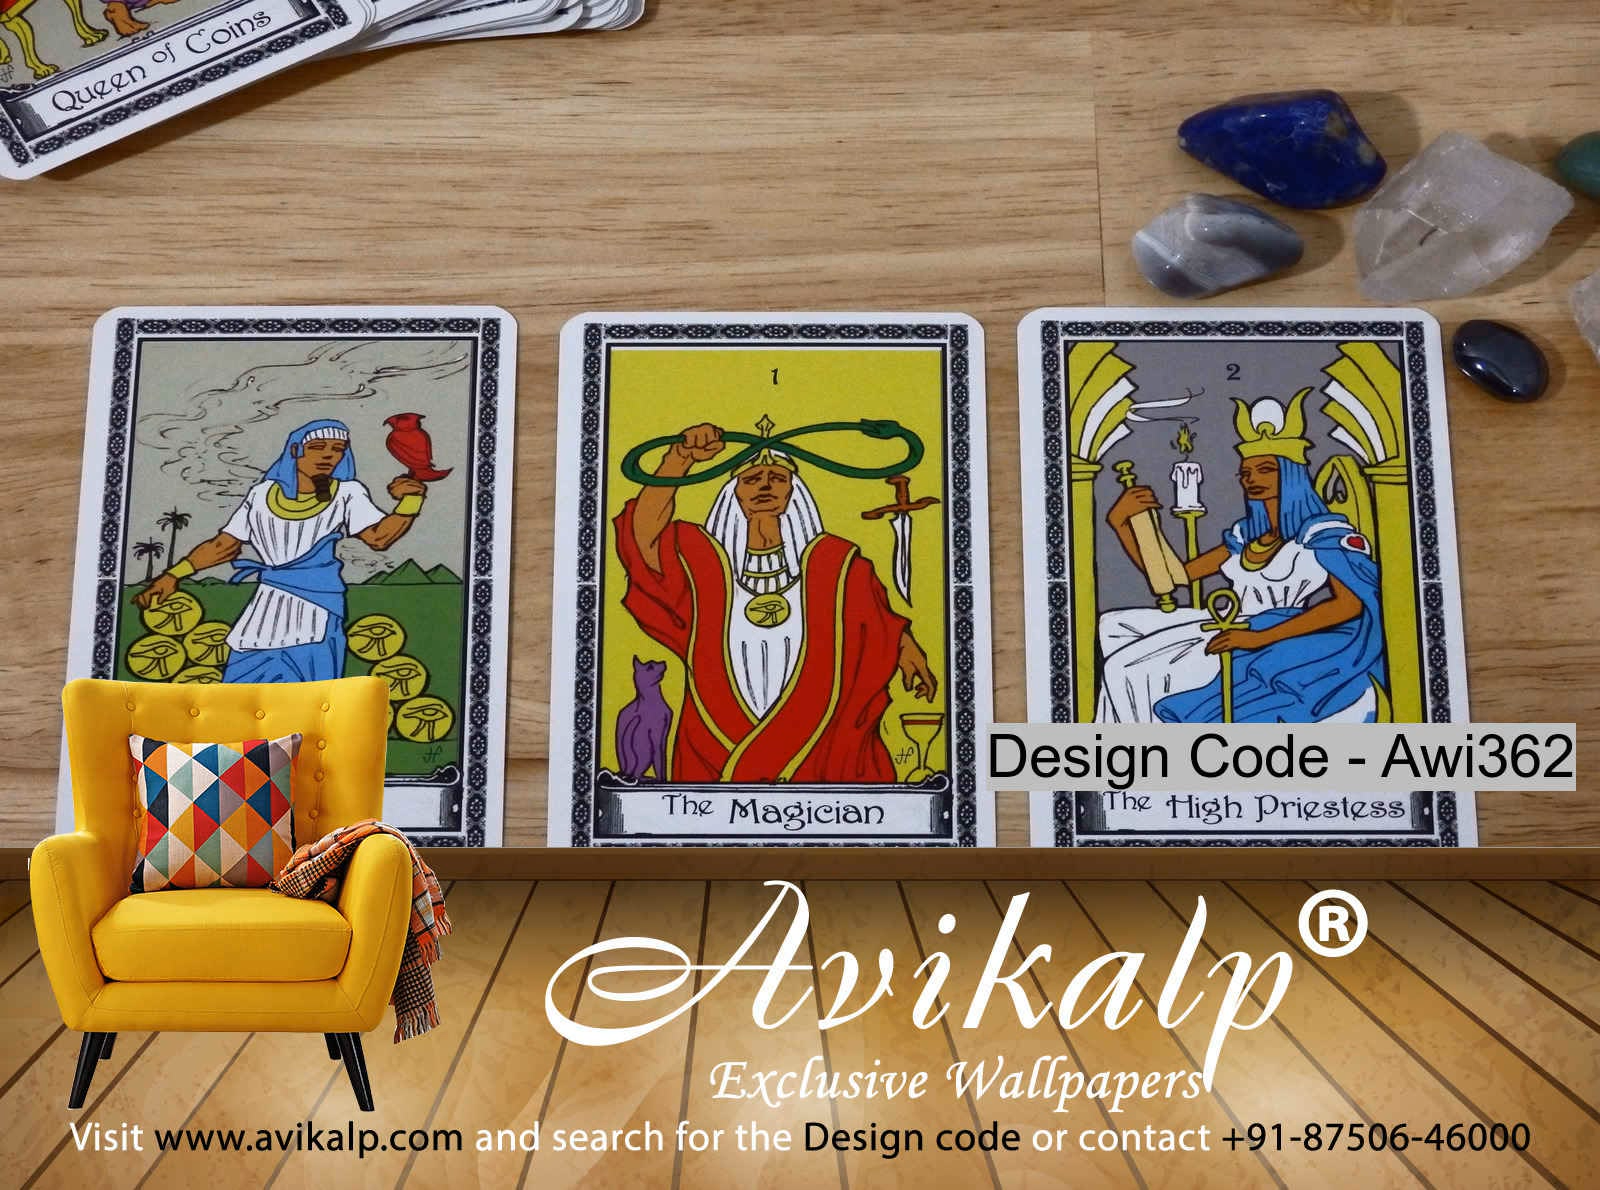 Queen of Coins
1
2
Design Code - Awi362
The Magician
The High Priestess
Avikalp®
Exclusive Wallpapers
Visit www.avikalp.com and search for the Design code or contact +91-87506-46000